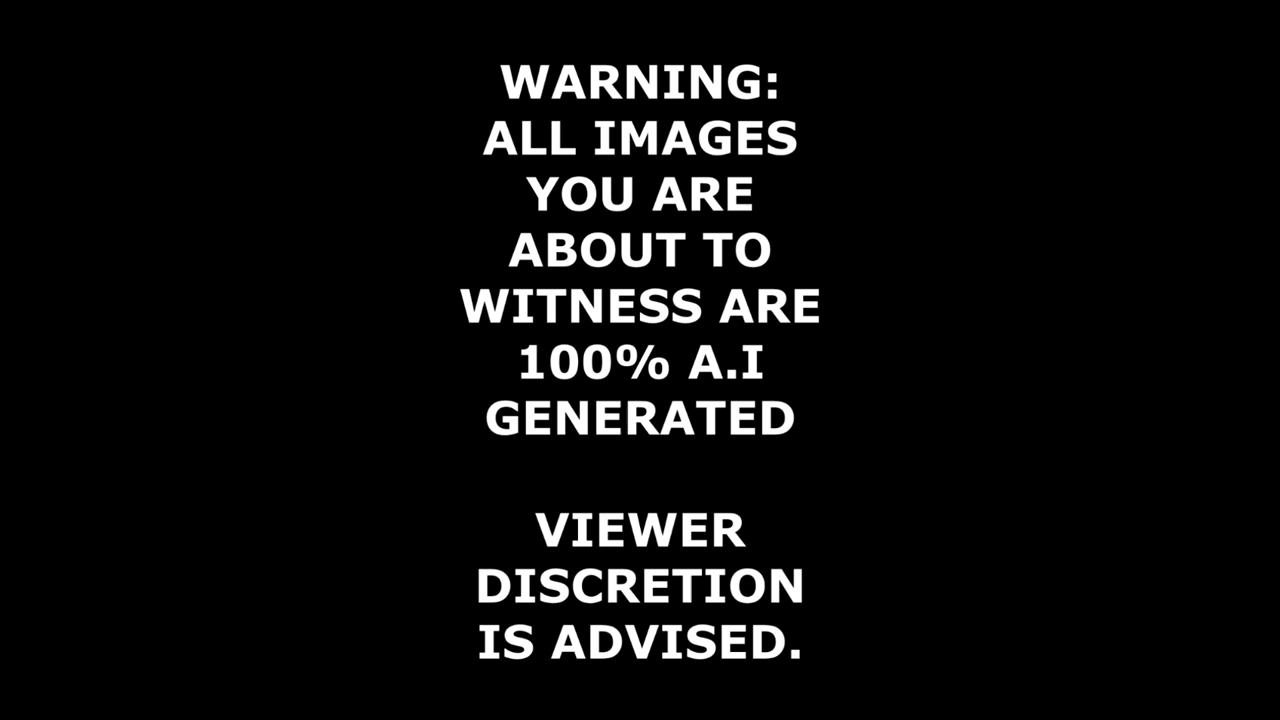 WARNING:
ALL IMAGES
YOU ARE
ABOUT TO
WITNESS ARE
100% A.I
GENERATED
VIEWER
DISCRETION
IS ADVISED.